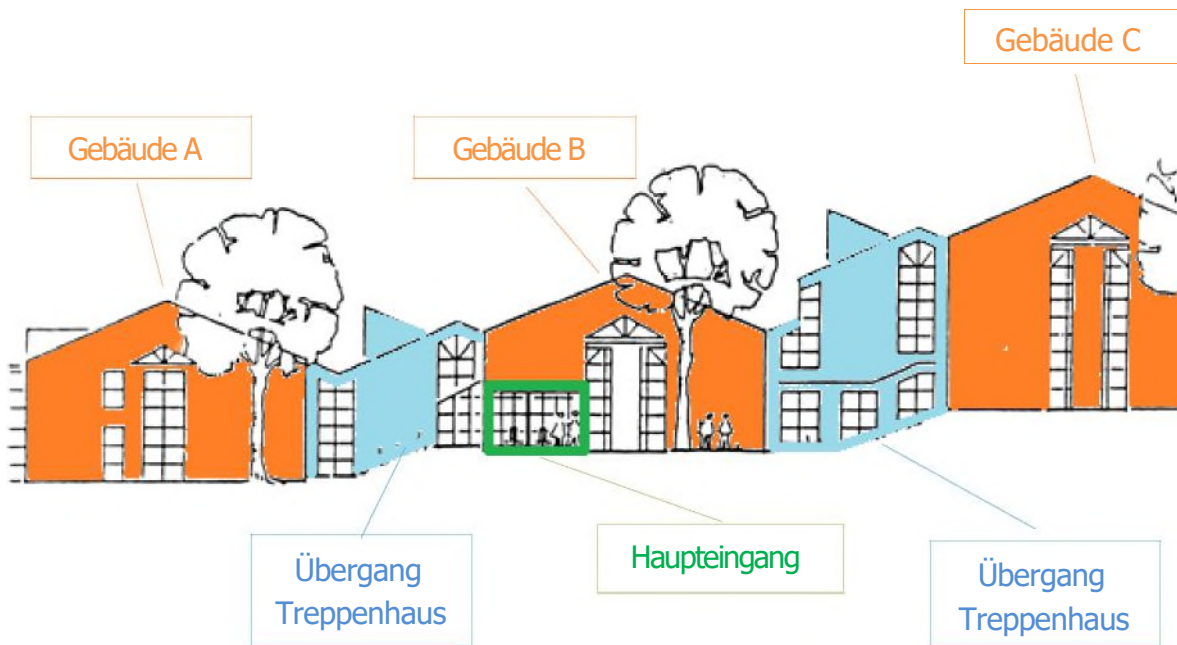 Gebäude C
Gebäude A
Gebäude B
Übergang
Treppenhaus
Haupteingang
Übergang
Treppenhaus